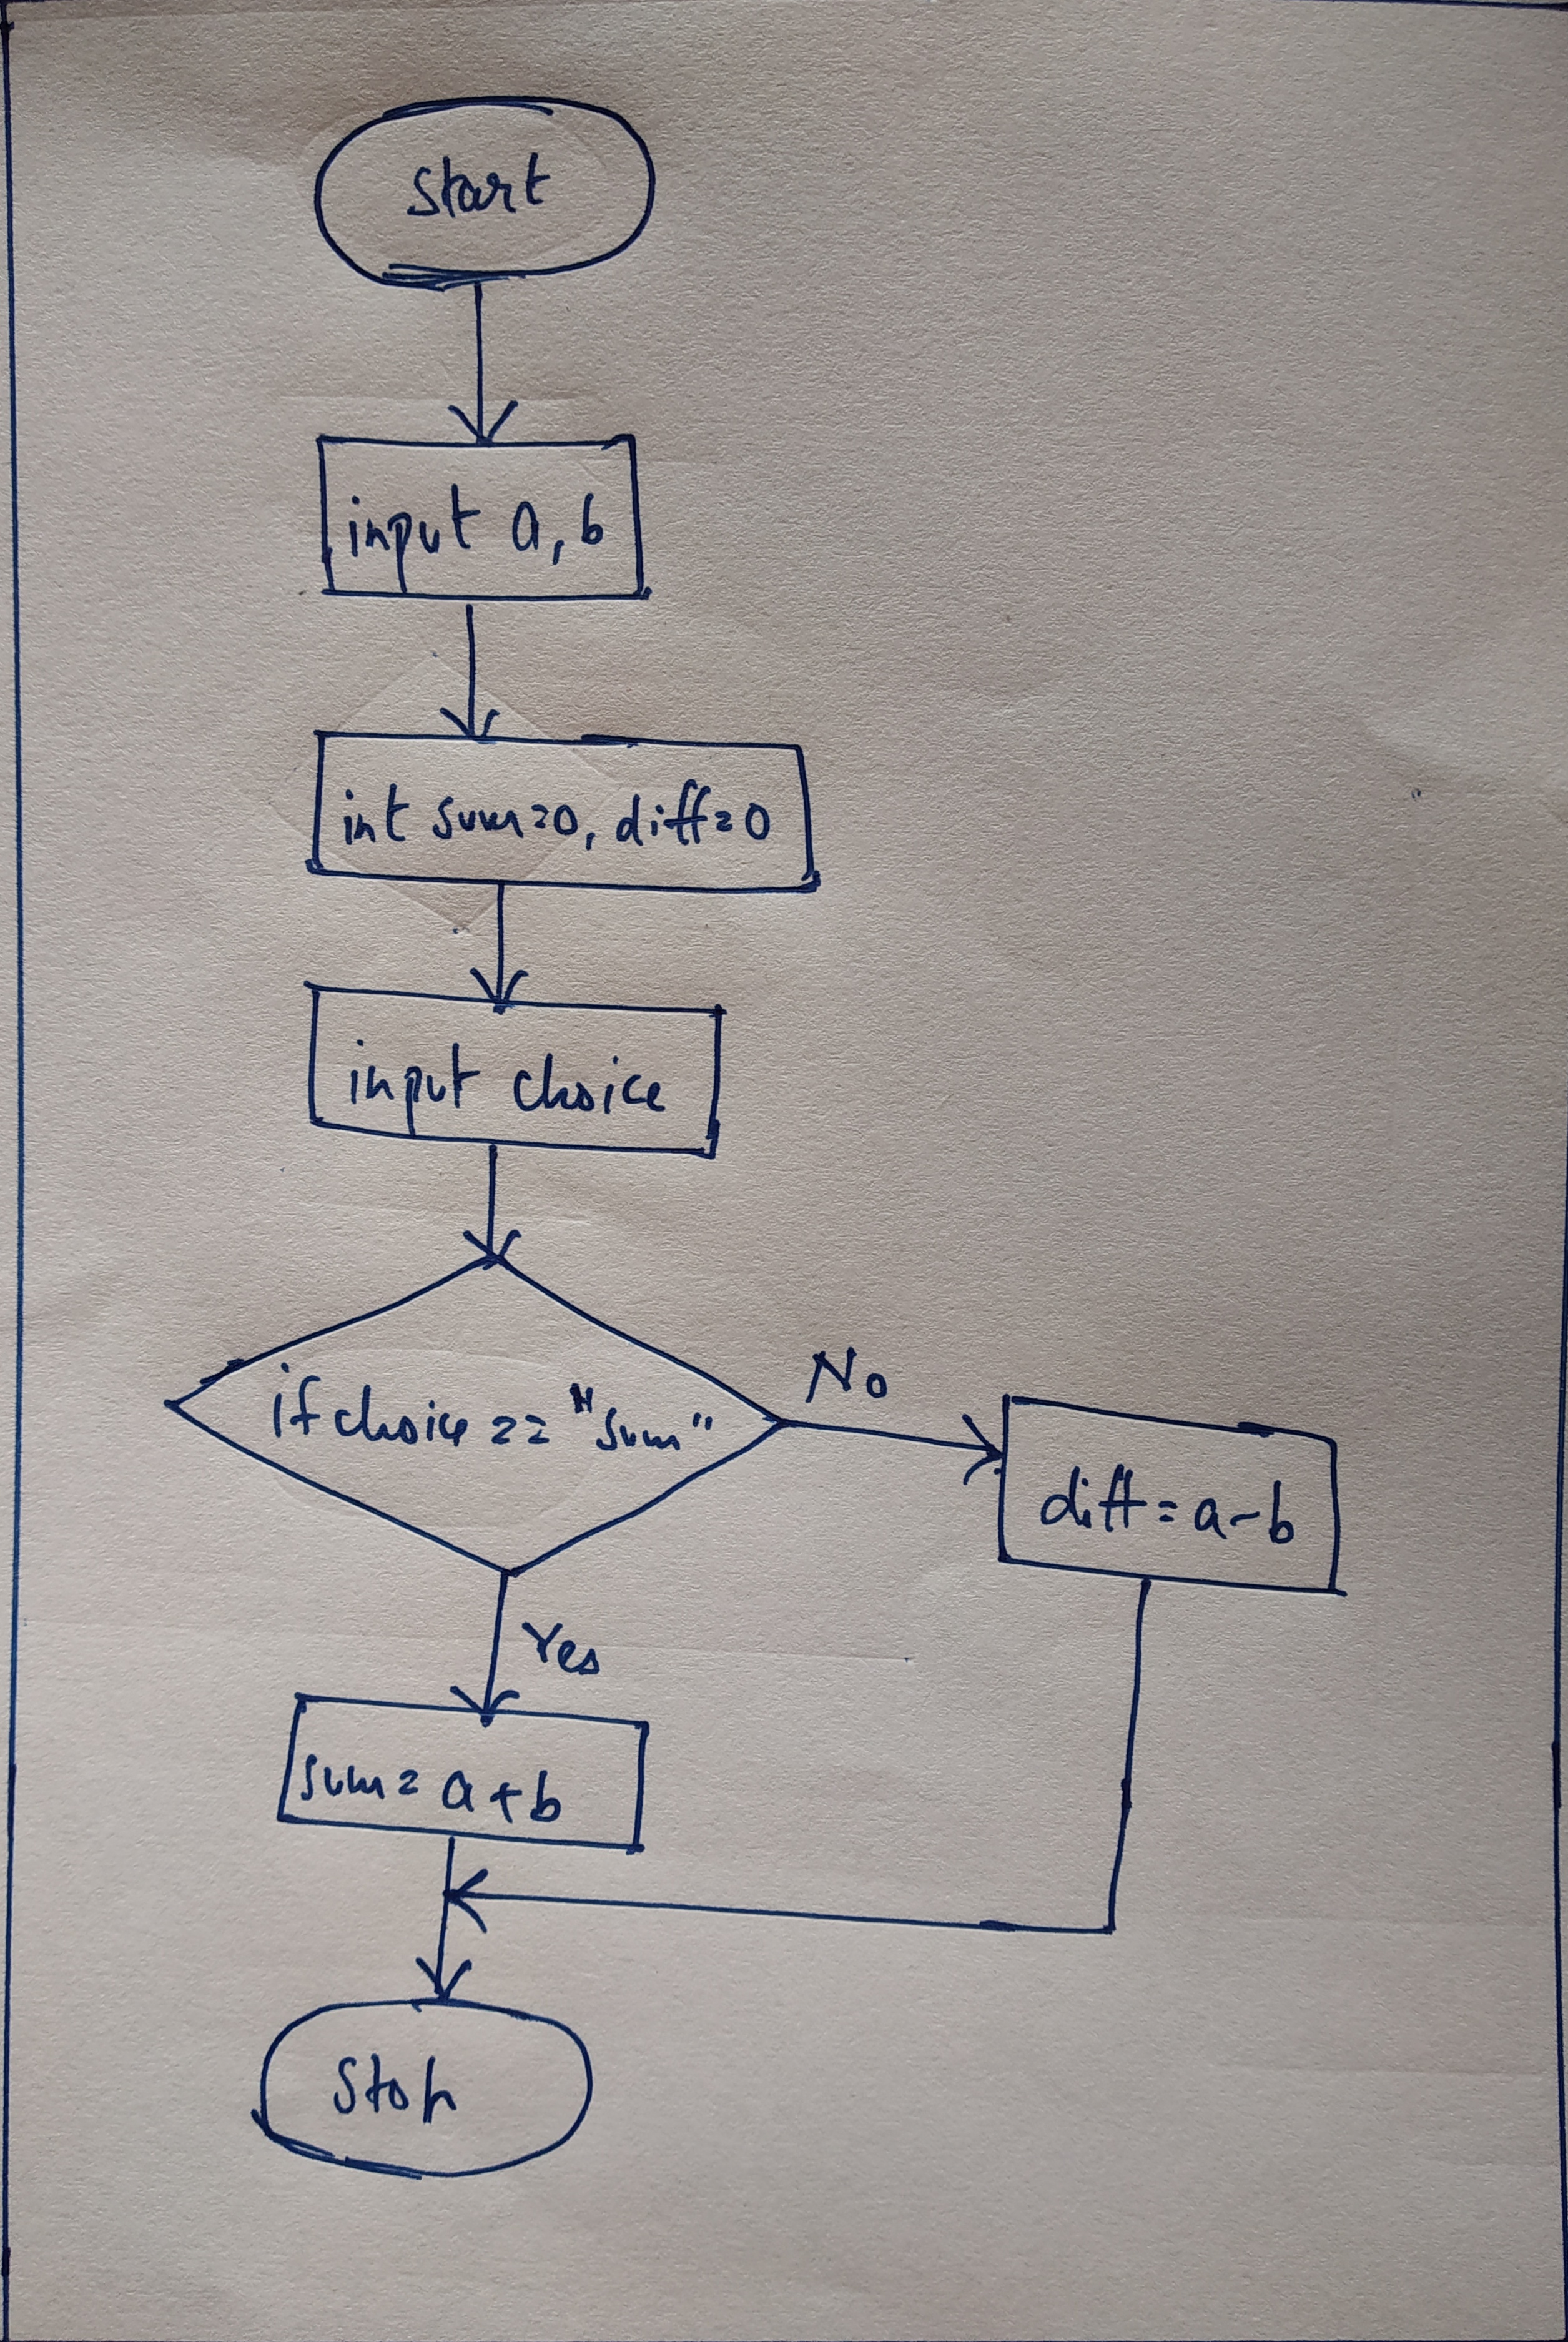 Start
input a, b
int sum=0, diff=0
input choice
if choice == "sum"
No
diff = a-b
Yes
sum = a+b
Stop